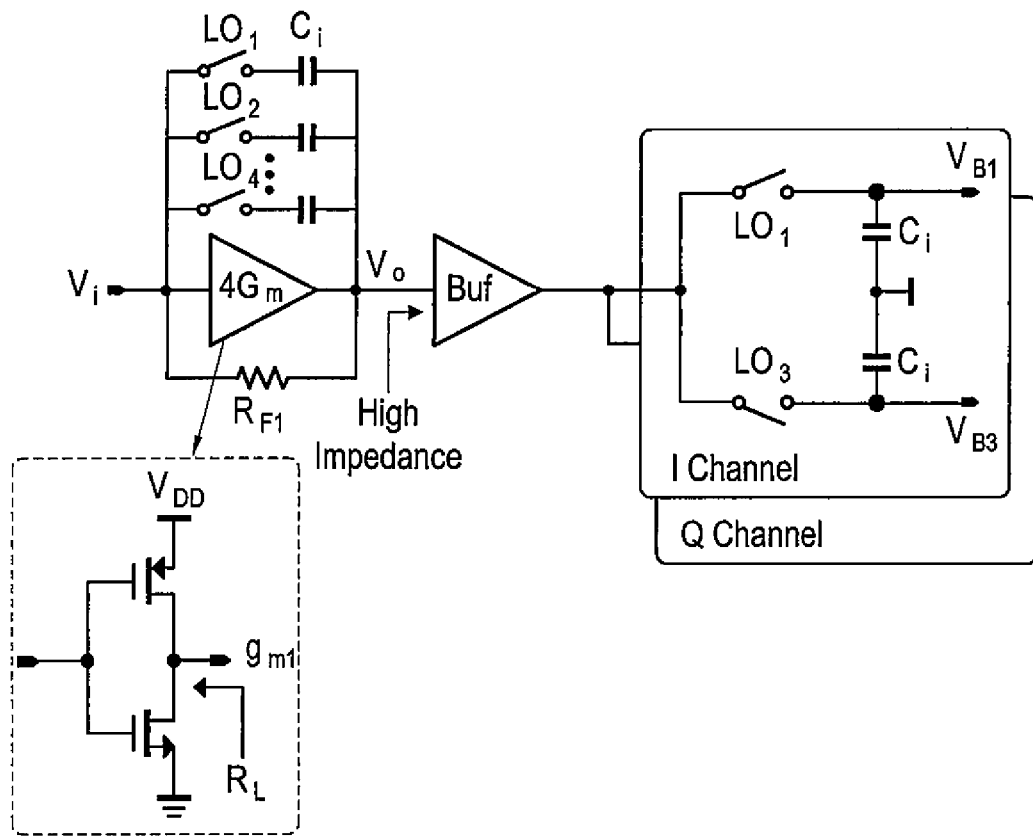 LO1
Ci
LO2
LO4
Vi
4Gm
Vo
Buf
RF1
High
Impedance
LO1
VB1
Ci
LO3
Ci
VB3
I Channel
Q Channel
VDD
gm1
RL